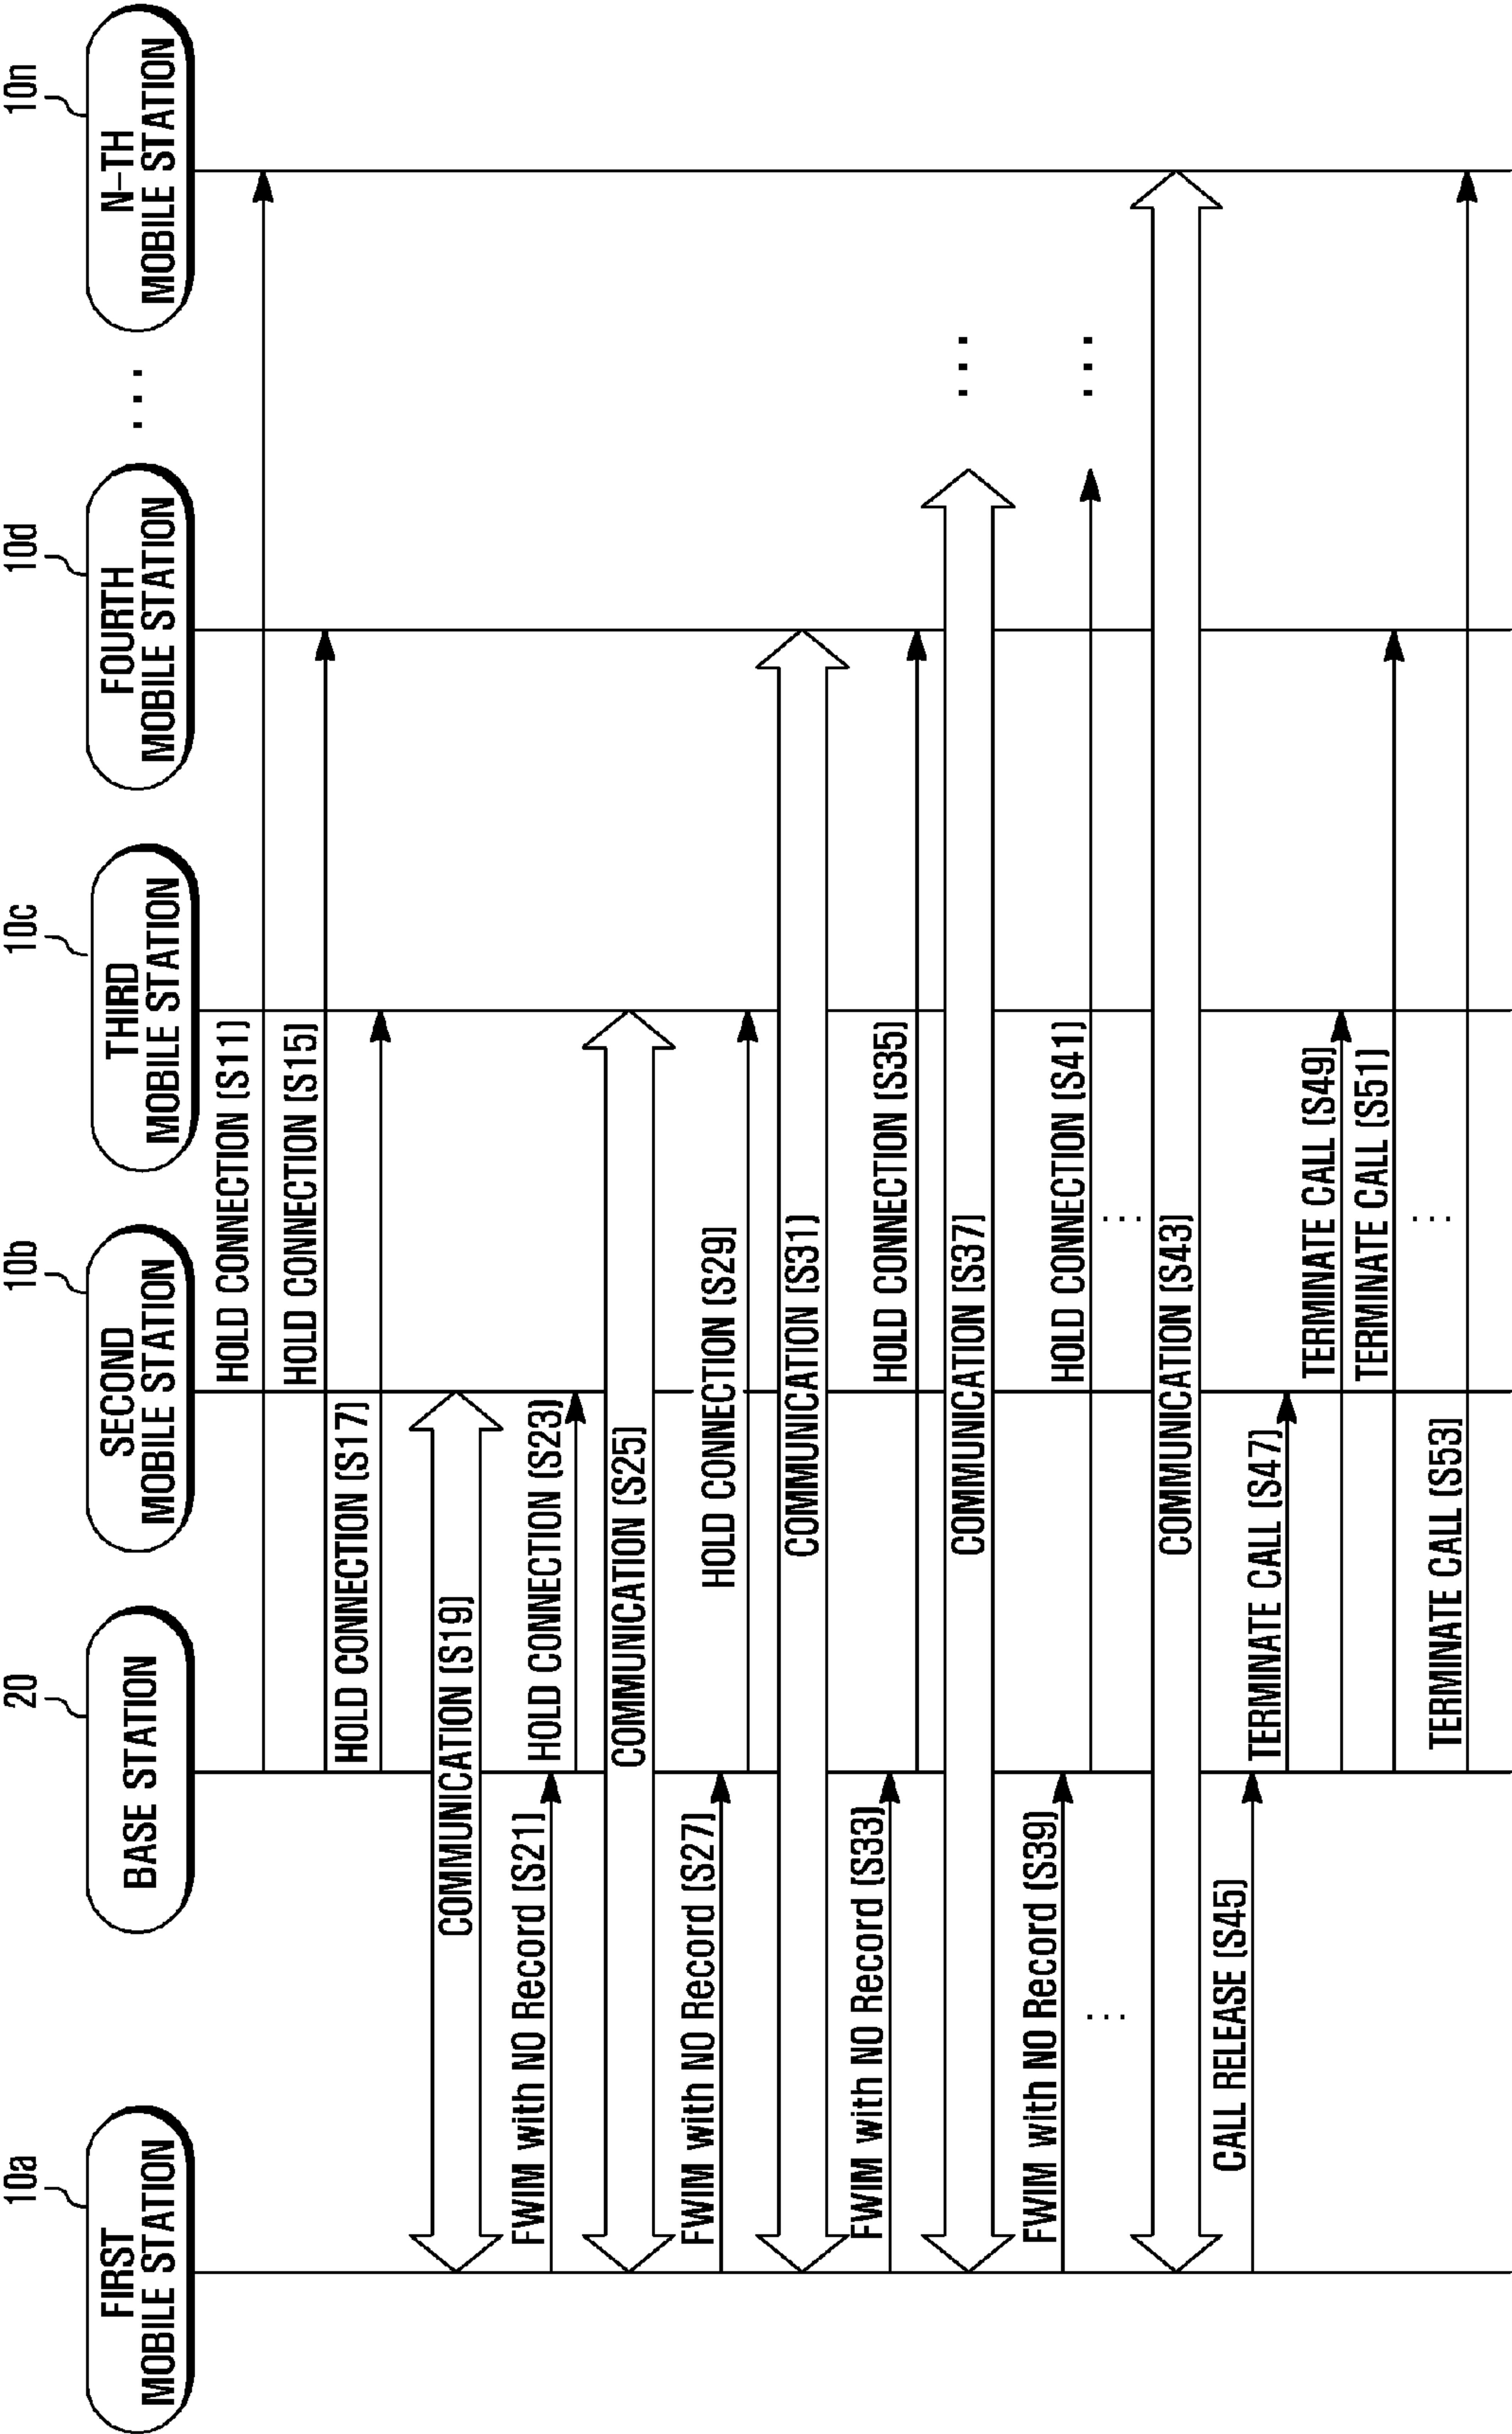 10a
20
10b
10c
10d
10n
FIRST
MOBILE STATION
BASE STATION
SECOND
MOBILE STATION
THIRD
MOBILE STATION
FOURTH
MOBILE STATION
...
N-TH
MOBILE STATION
HOLD CONNECTION (S11)
HOLD CONNECTION (S15)
HOLD CONNECTION (S17)
COMMUNICATION (S19)
FWIM with NO Record (S21)
HOLD CONNECTION (S23)
COMMUNICATION (S25)
FWIM with NO Record (S27)
HOLD CONNECTION (S29)
COMMUNICATION (S31)
FWIM with NO Record (S33)
HOLD CONNECTION (S35)
COMMUNICATION (S37)
...
FWIM with NO Record (S39)
HOLD CONNECTION (S41)
...
...
...
COMMUNICATION (S43)
CALL RELEASE (S45)
TERMINATE CALL (S47)
TERMINATE CALL (S49)
TERMINATE CALL (S51)
...
TERMINATE CALL (S53)